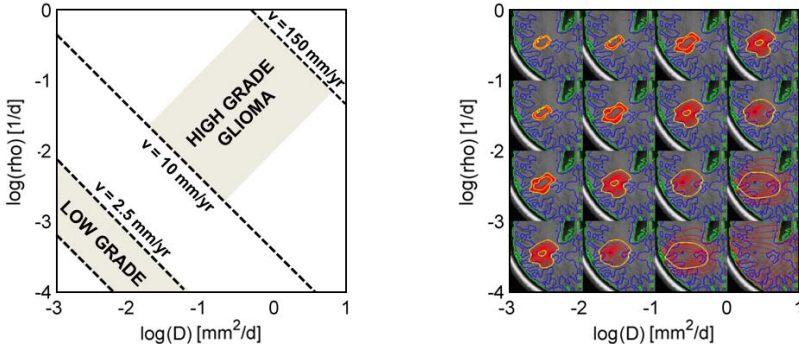 0
-1
-2
-3
-4
log(rho) [1/d]
v = 150 mm/yr
HIGH GRADE
GLIOMA
v = 10 mm/yr
v = 2.5 mm/yr
LOW GRADE
-3
-2
-1
0
1
log(D) [mm²/d]
0
-1
-2
-3
-4
log(rho) [1/d]
-3
-2
-1
0
1
log(D) [mm²/d]